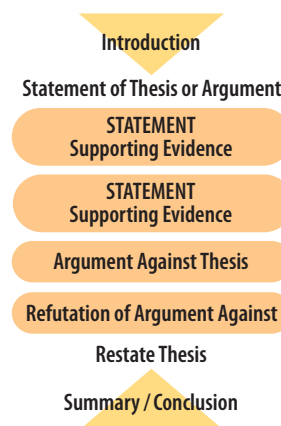 Introduction
Statement of Thesis or Argument
STATEMENT
Supporting Evidence
STATEMENT
Supporting Evidence
Argument Against Thesis
Refutation of Argument Against
Restate Thesis
Summary / Conclusion